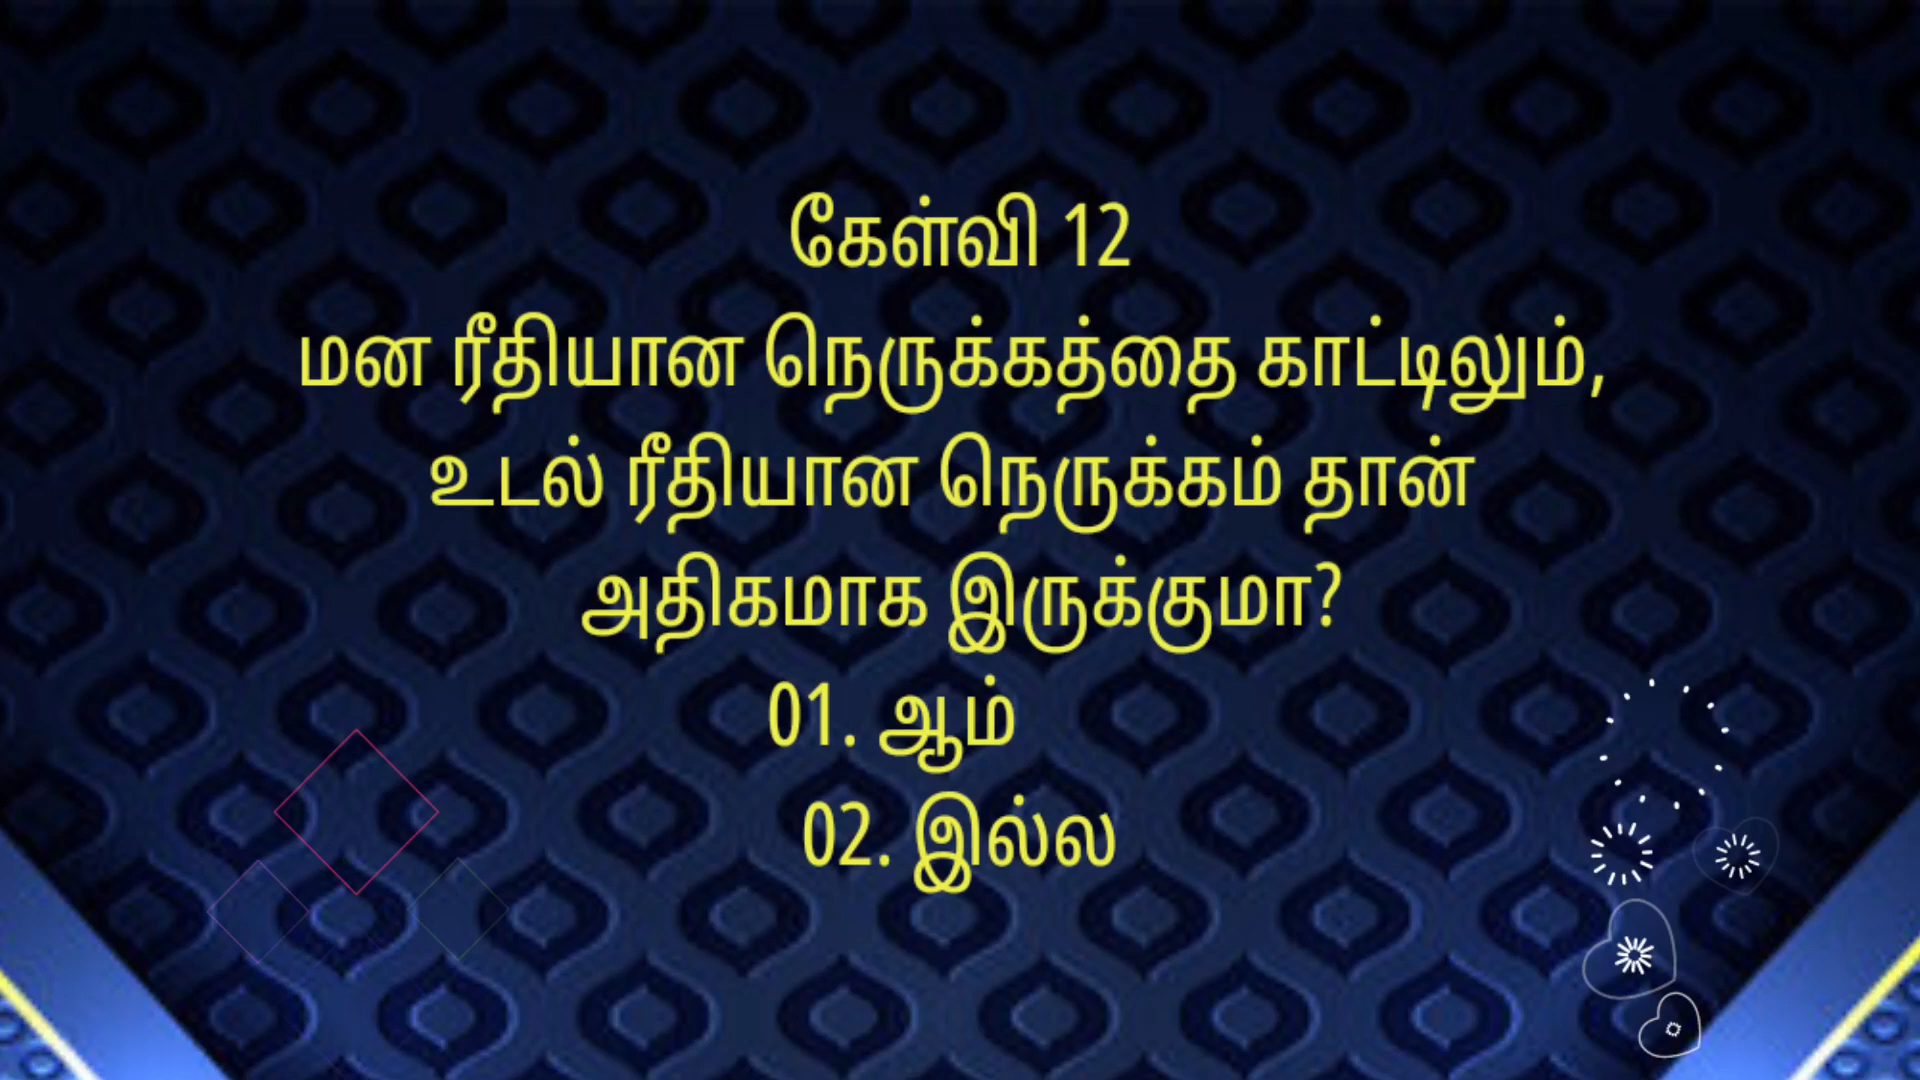 கேள்வி 12
மன ரீதியான நெருக்கத்தை காட்டிலும்,
உடல் ரீதியான நெருக்கம் தான்
அதிகமாக இருக்குமா?
01. ஆம்
02. இல்ல